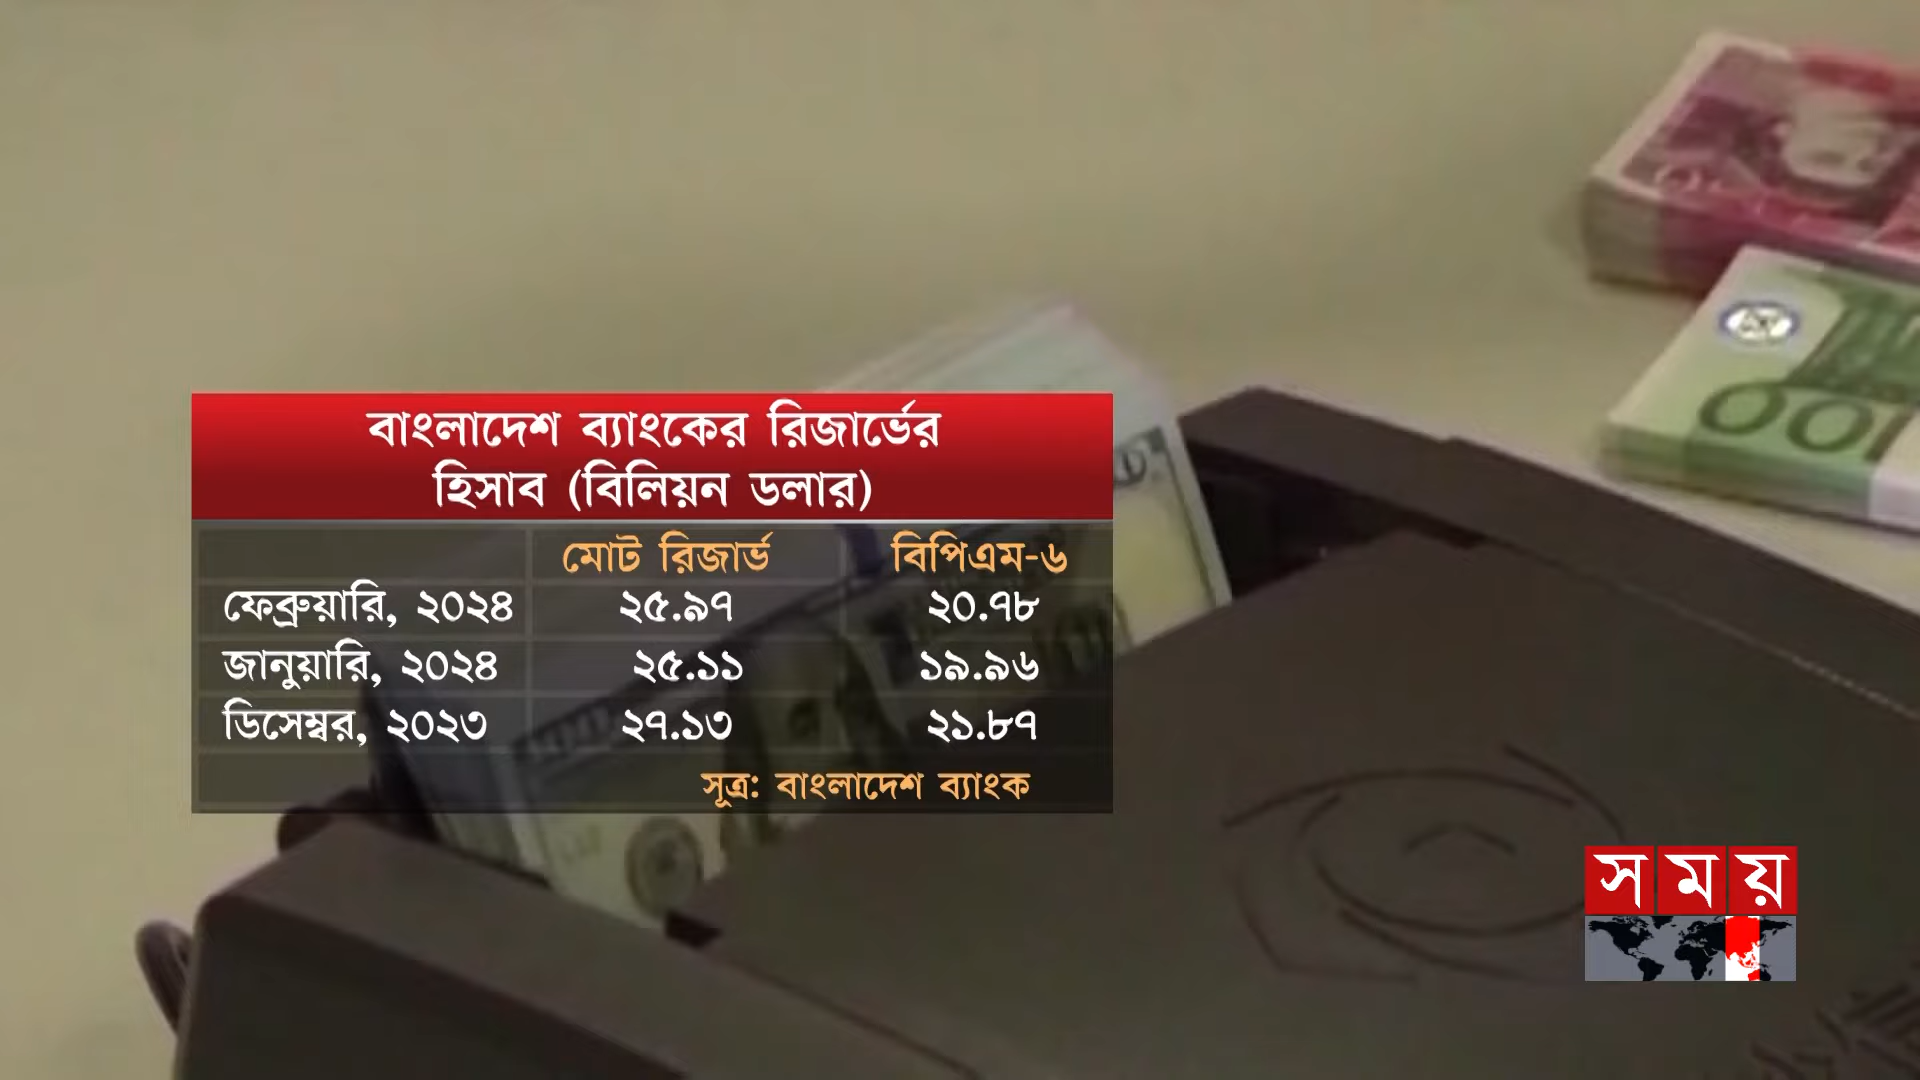 বাংলাদেশ ব্যাংকের রিজার্ভের
হিসাব (বিলিয়ন ডলার)
মোট রিজার্ভ বিপিএম-৬
ফেব্রুয়ারি, ২০২৪ ২৫.৯৭ ২০.৭৮
জানুয়ারি, ২০২৪ ২৫.১১ ১৯.৯৬
ডিসেম্বর, ২০২৩ ২৭.১৩ ২১.৮৭
সূত্র: বাংলাদেশ ব্যাংক
100
সময়